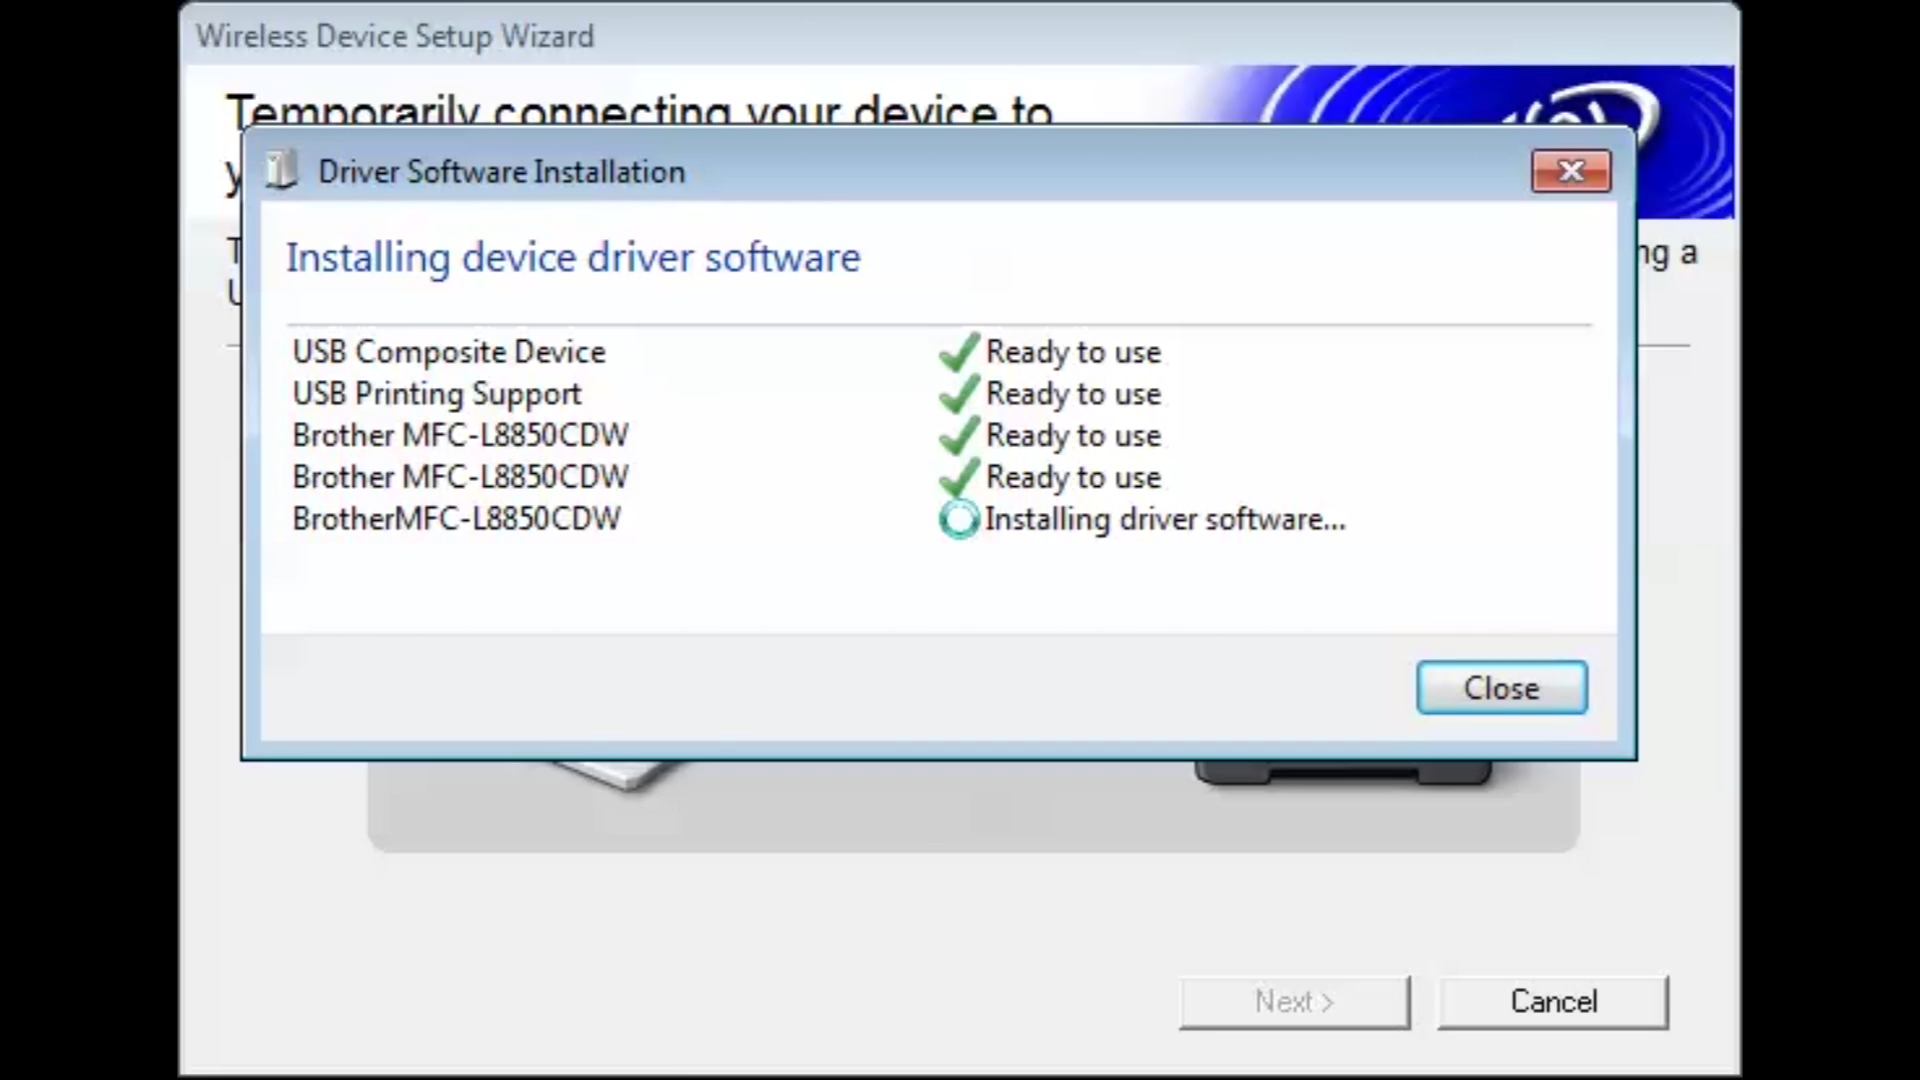 Wireless Device Setup Wizard
Temporarily connecting your device to
Driver Software Installation
Installing device driver software
ng a
USB Composite Device Ready to use
USB Printing Support Ready to use
Brother MFC-L8850CDW Ready to use
Brother MFC-L8850CDW Ready to use
BrotherMFC-L8850CDW Installing driver software...
Close
Next > Cancel